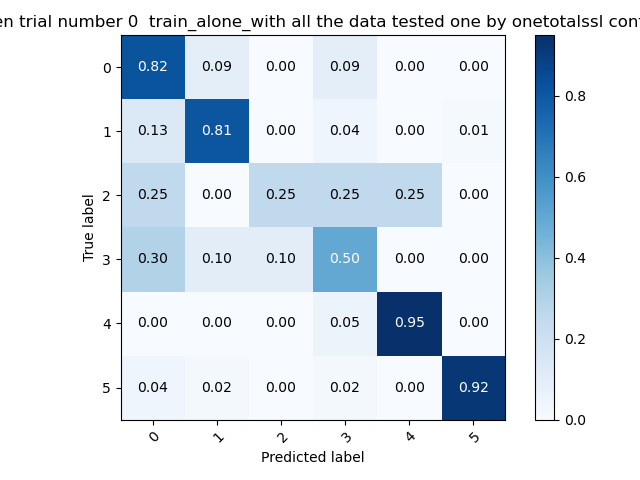 en trial number 0  train_alone_with all the data tested one by onetotalssl con
0 0.82 0.09 0.00 0.09 0.00 0.00
1 0.13 0.81 0.00 0.04 0.00 0.01
2 0.25 0.00 0.25 0.25 0.25 0.00
3 0.30 0.10 0.10 0.50 0.00 0.00
4 0.00 0.00 0.00 0.05 0.95 0.00
5 0.04 0.02 0.00 0.02 0.00 0.92
0 1 2 3 4 5
True label
Predicted label
0.8
0.6
0.4
0.2
0.0